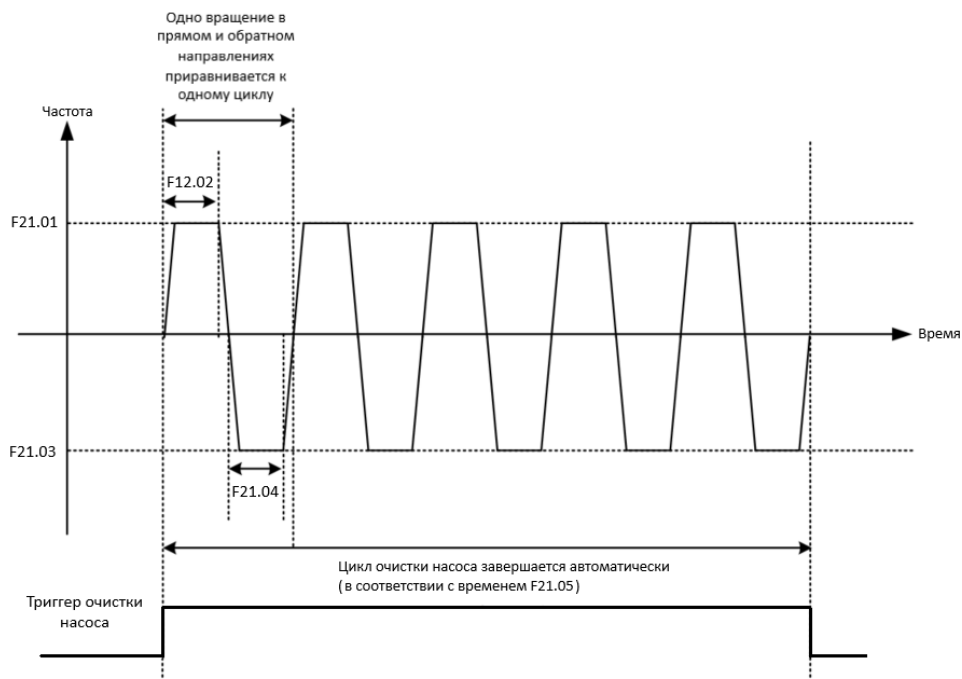 Одно вращение в
прямом и обратном
направлениях
приравнивается к
одному циклу
Частота
F12.02
F21.01
Время
F21.03
F21.04
Цикл очистки насоса завершается автоматически
(в соответствии с временем F21.05)
Триггер очистки
насоса